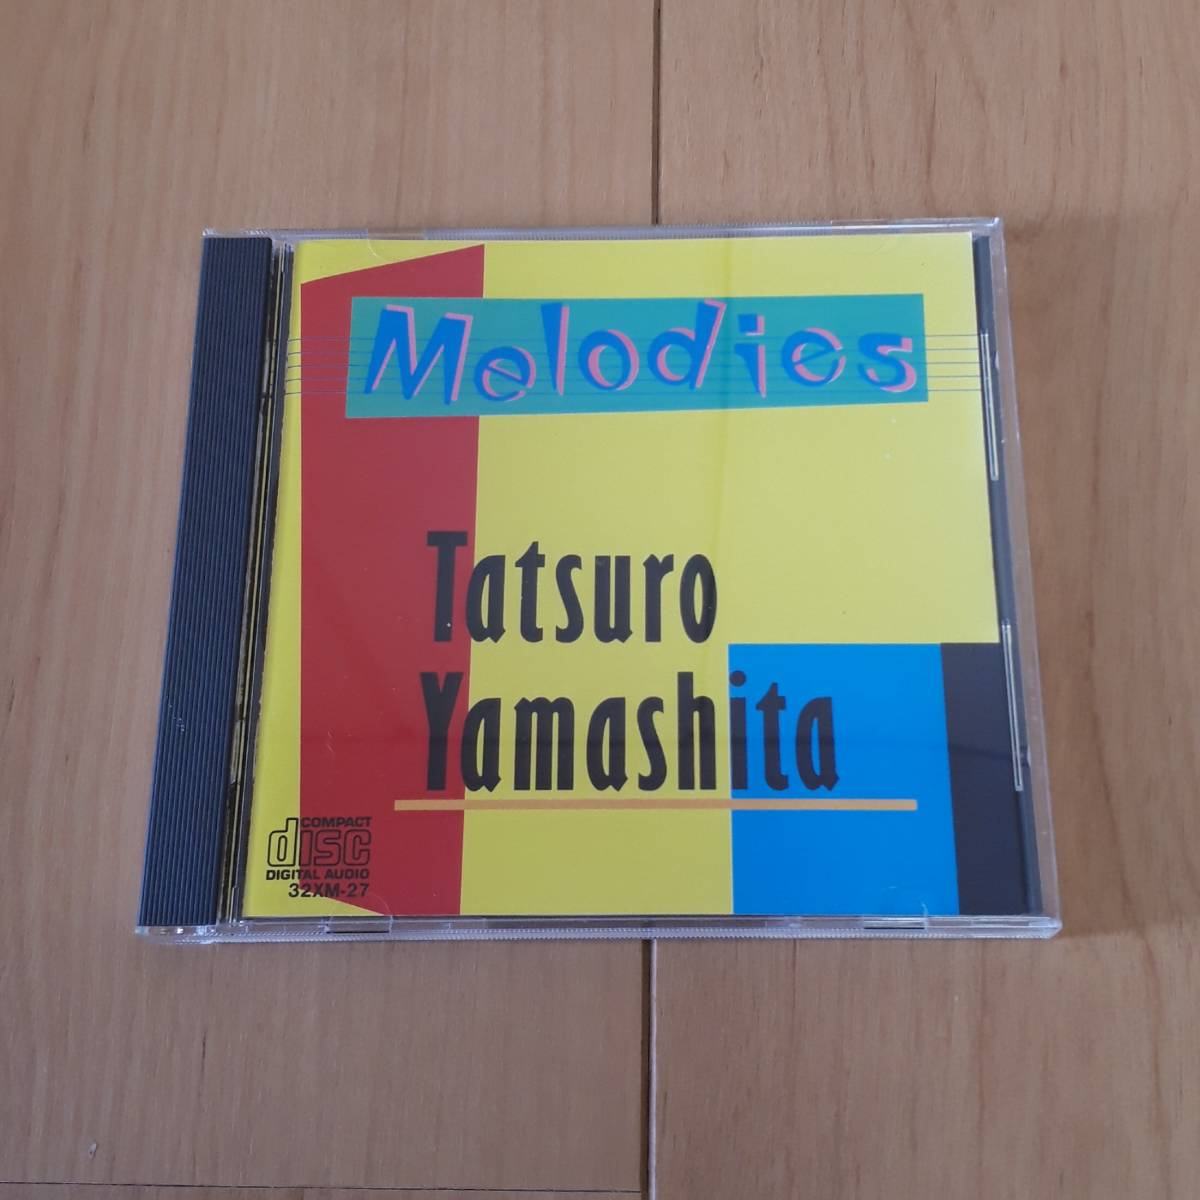 Melodies
Tatsuro
Yamashita
COMPACT
disc
DIGITAL AUDIO
32XM-27